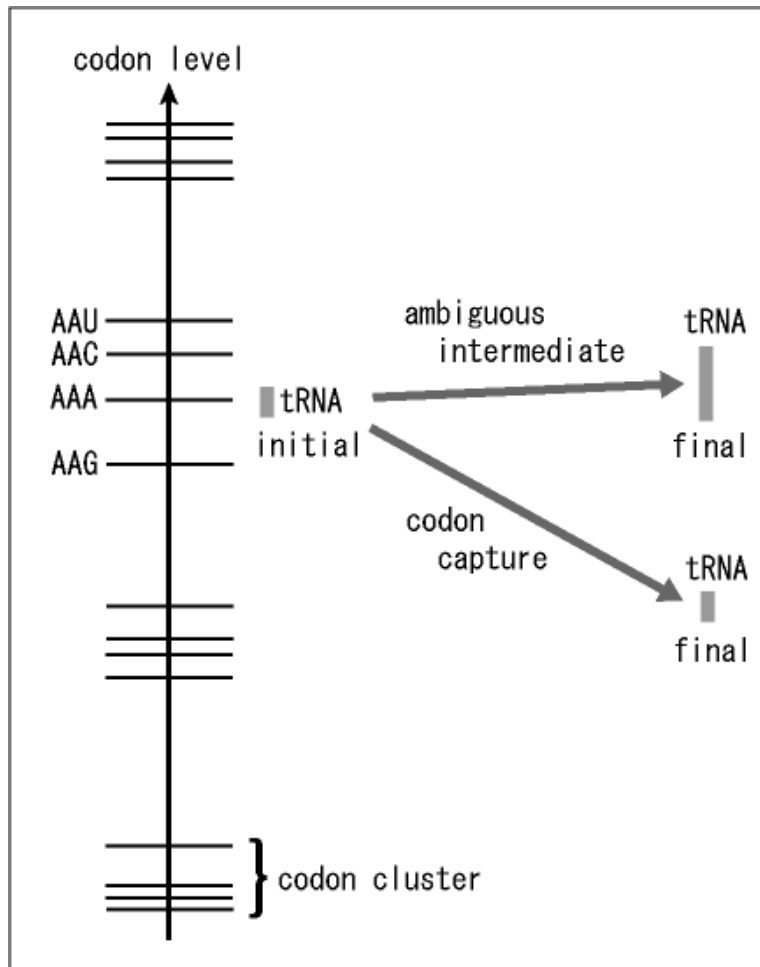 codon level
AAU
AAC
AAA
AAG
tRNA
initial
ambiguous
intermediate
tRNA
final
codon
capture
tRNA
final
codon cluster